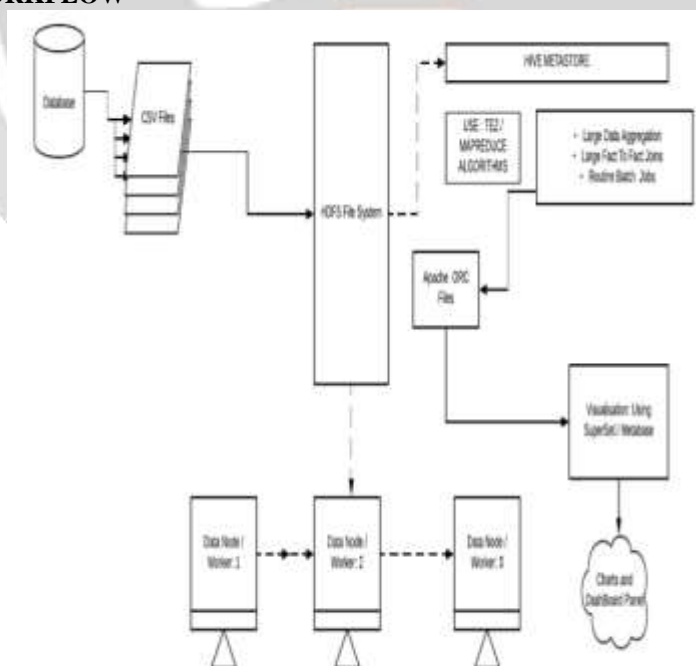 Database
CSV Files
HDFS File System
HIVE METASTORE
USE TEZ /
MAPREDUCE
ALGORITHMS
• Large Data Aggregation
• Large Fact To Fact Joins
• Routine Batch Jobs
Apache ORC
Files
Visualisation Using
SuperSet / Metabase
Data Node /
Worker: 1
Data Node /
Worker: 2
Data Node /
Worker: 3
Charts and
DashBoard Panel